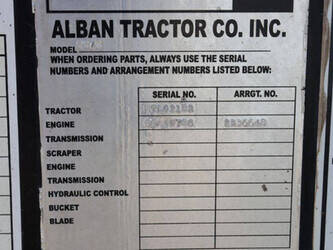 ALBAN TRACTOR CO. INC.
MODEL
WHEN ORDERING PARTS, ALWAYS USE THE SERIAL
NUMBERS AND ARRANGEMENT NUMBERS LISTED BELOW:
SERIAL NO. ARRGT. NO.
TRACTOR
ENGINE
TRANSMISSION
SCRAPER
ENGINE
TRANSMISSION
HYDRAULIC CONTROL
BUCKET
BLADE